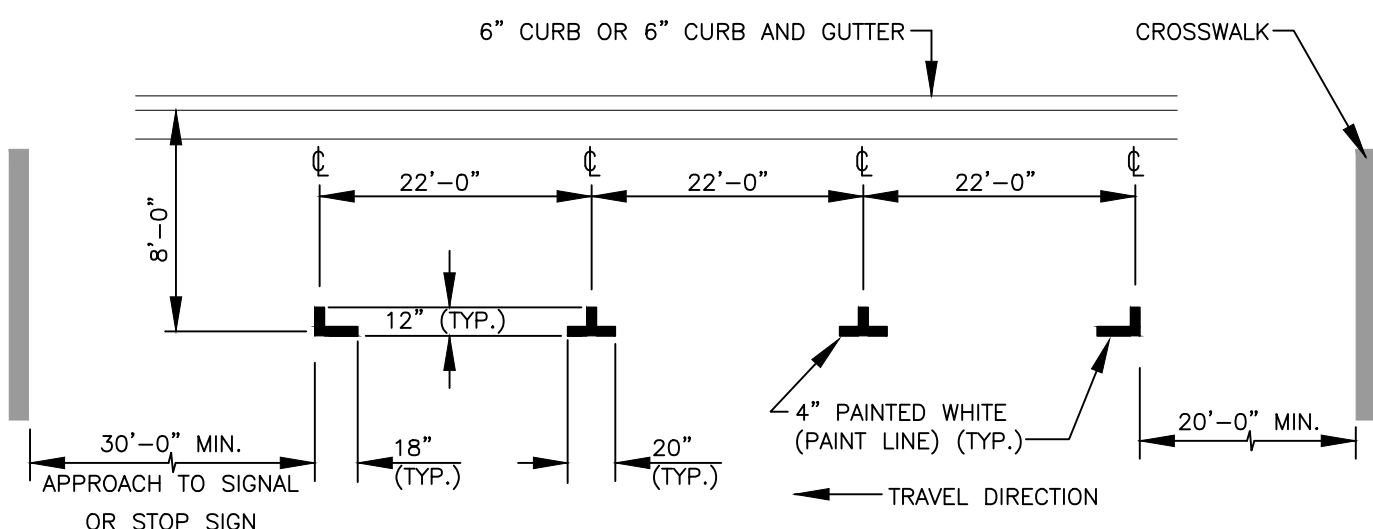 6” CURB OR 6” CURB AND GUTTER
CROSSWALK
℄
℄
℄
℄
22’-0”
22’-0”
22’-0”
8’-0”
12” (TYP.)
4” PAINTED WHITE
(PAINT LINE) (TYP.)
30’-0” MIN.
APPROACH TO SIGNAL
OR STOP SIGN
18”
(TYP.)
20”
(TYP.)
20’-0” MIN.
TRAVEL DIRECTION